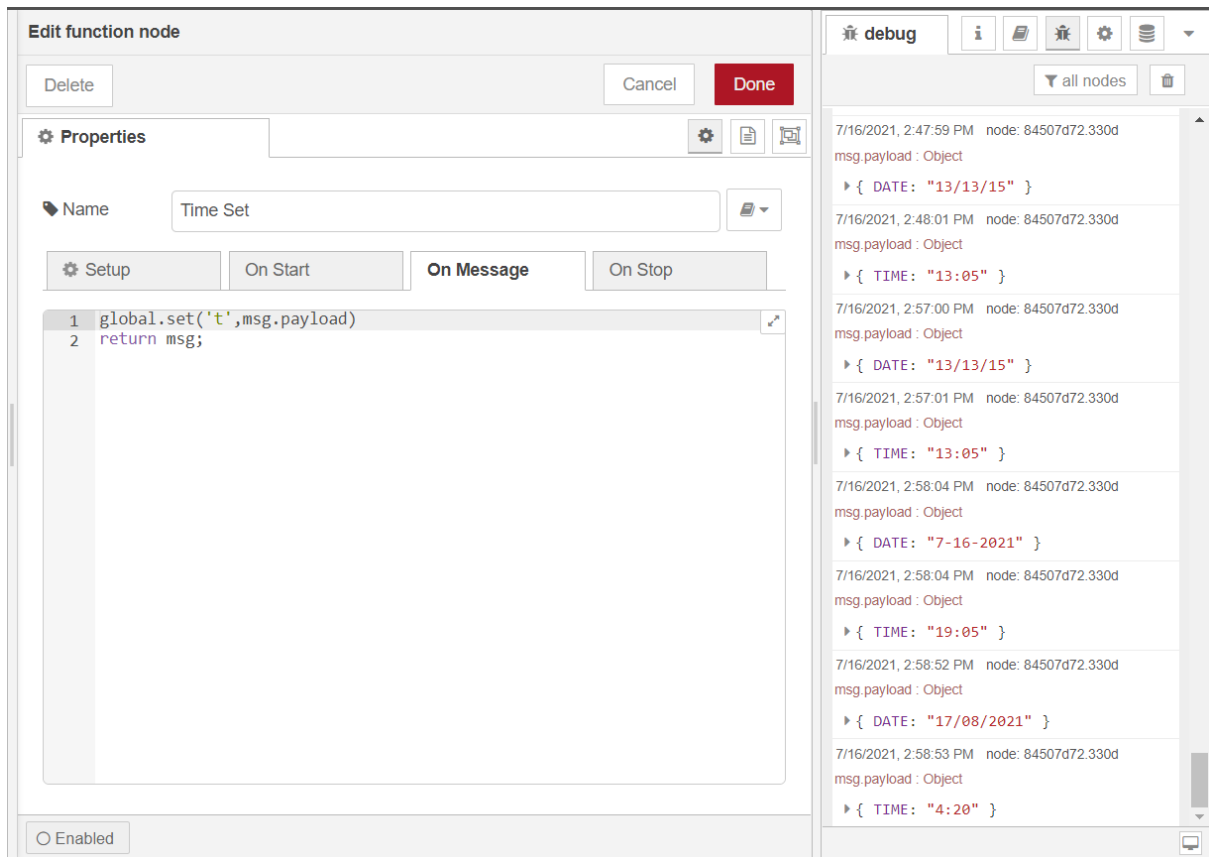 Edit function node
Delete
Cancel
Done
Properties
Name
Time Set
Setup
On Start
On Message
On Stop
1 global.set('t',msg.payload)
2 return msg;
Enabled
debug
i
all nodes
7/16/2021, 2:47:59 PM node: 84507d72.330d
msg.payload : Object
{ DATE: "13/13/15" }
7/16/2021, 2:48:01 PM node: 84507d72.330d
msg.payload : Object
{ TIME: "13:05" }
7/16/2021, 2:57:00 PM node: 84507d72.330d
msg.payload : Object
{ DATE: "13/13/15" }
7/16/2021, 2:57:01 PM node: 84507d72.330d
msg.payload : Object
{ TIME: "13:05" }
7/16/2021, 2:58:04 PM node: 84507d72.330d
msg.payload : Object
{ DATE: "7-16-2021" }
7/16/2021, 2:58:04 PM node: 84507d72.330d
msg.payload : Object
{ TIME: "19:05" }
7/16/2021, 2:58:52 PM node: 84507d72.330d
msg.payload : Object
{ DATE: "17/08/2021" }
7/16/2021, 2:58:53 PM node: 84507d72.330d
msg.payload : Object
{ TIME: "4:20" }